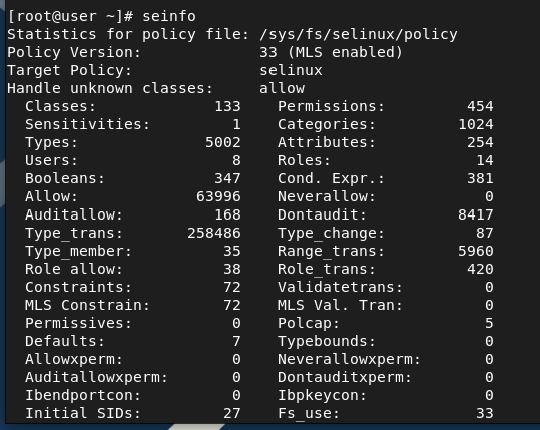 [root@user ~]# seinfo
Statistics for policy file: /sys/fs/selinux/policy
Policy Version:             33 (MLS enabled)
Target Policy:              selinux
Handle unknown classes:     allow
  Classes:             133    Permissions:         454
  Sensitivities:         1    Categories:         1024
  Types:              5002    Attributes:          254
  Users:                 8    Roles:                14
  Booleans:            347    Cond. Expr.:         381
  Allow:             63996    Neverallow:            0
  Auditallow:          168    Dontaudit:          8417
  Type_trans:       258486    Type_change:          87
  Type_member:          35    Range_trans:        5960
  Role allow:           38    Role_trans:          420
  Constraints:          72    Validatetrans:         0
  MLS Constrain:        72    MLS Val. Tran:         0
  Permissives:           0    Polcap:                5
  Defaults:              7    Typebounds:            0
  Allowxperm:            0    Neverallowxperm:       0
  Auditallowxperm:       0    Dontauditxperm:        0
  Ibendportcon:          0    Ibpkeycon:             0
  Initial SIDs:         27    Fs_use:               33